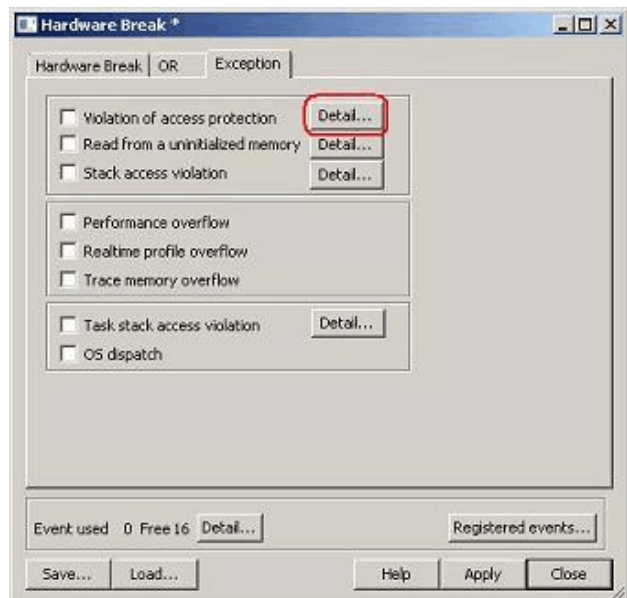 Hardware Break *
Hardware Break OR Exception
Violation of access protection Detail...
Read from a uninitialized memory Detail...
Stack access violation Detail...
Performance overflow
Realtime profile overflow
Trace memory overflow
Task stack access violation Detail...
OS dispatch
Event used 0 Free 16 Detail... Registered events...
Save... Load... Help Apply Close